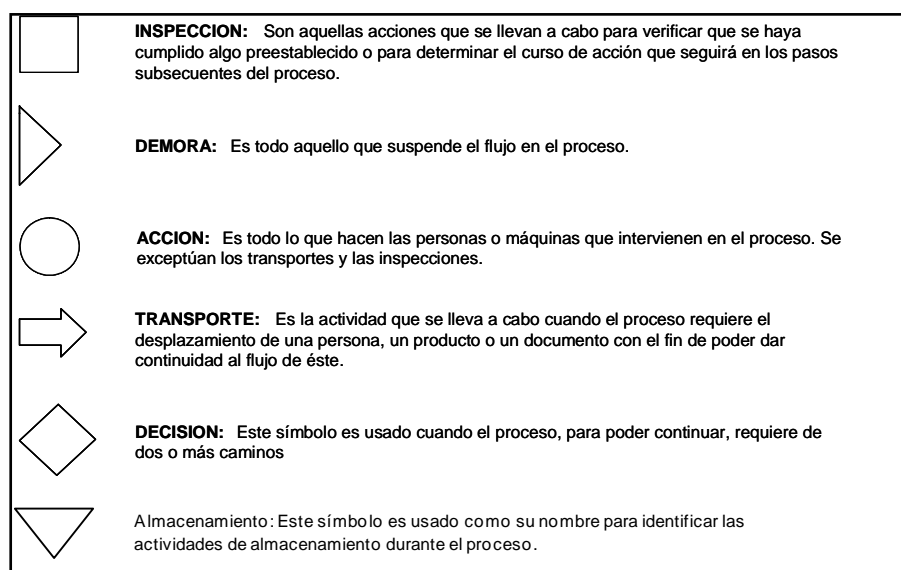 INSPECCION: Son aquellas acciones que se llevan a cabo para verificar que se haya
cumplido algo preestablecido o para determinar el curso de acción que seguirá en los pasos
subsecuentes del proceso.
DEMORA: Es todo aquello que suspende el flujo en el proceso.
ACCION: Es todo lo que hacen las personas o máquinas que intervienen en el proceso. Se
exceptúan los transportes y las inspecciones.
TRANSPORTE: Es la actividad que se lleva a cabo cuando el proceso requiere el
desplazamiento de una persona, un producto o un documento con el fin de poder dar
continuidad al flujo de éste.
DECISION: Este símbolo es usado cuando el proceso, para poder continuar, requiere de
dos o más caminos
Almacenamiento: Este símbolo es usado como su nombre para identificar las
actividades de almacenamiento durante el proceso.